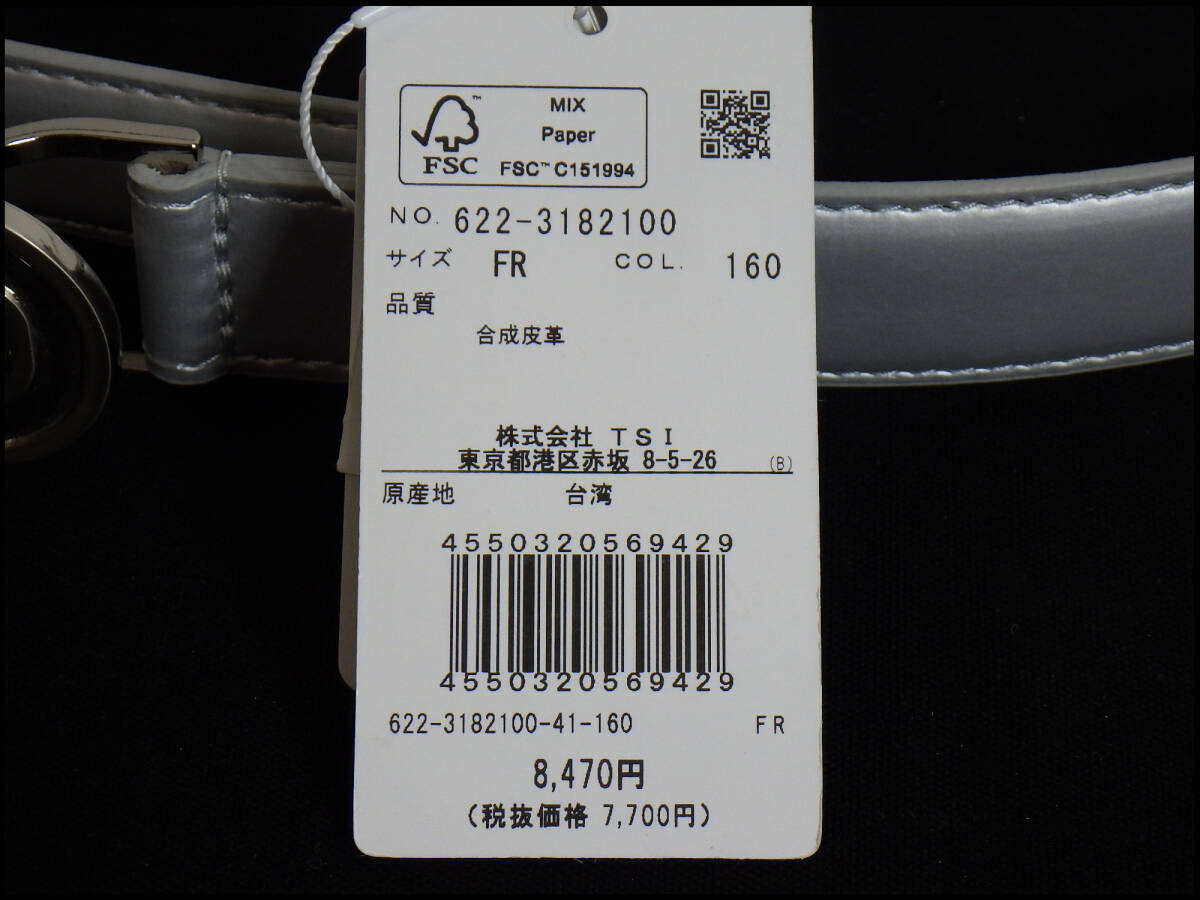 MIX
Paper
FSC™ C151994
FSC™
NO. 622-3182100
サイズ FR COL. 160
品質
合成皮革
株式会社 TSI
東京都港区赤坂 8-5-26 (B)
原産地 台湾
4550320569429
4550320569429
622-3182100-41-160 FR
8,470円
(税抜価格 7,700円)